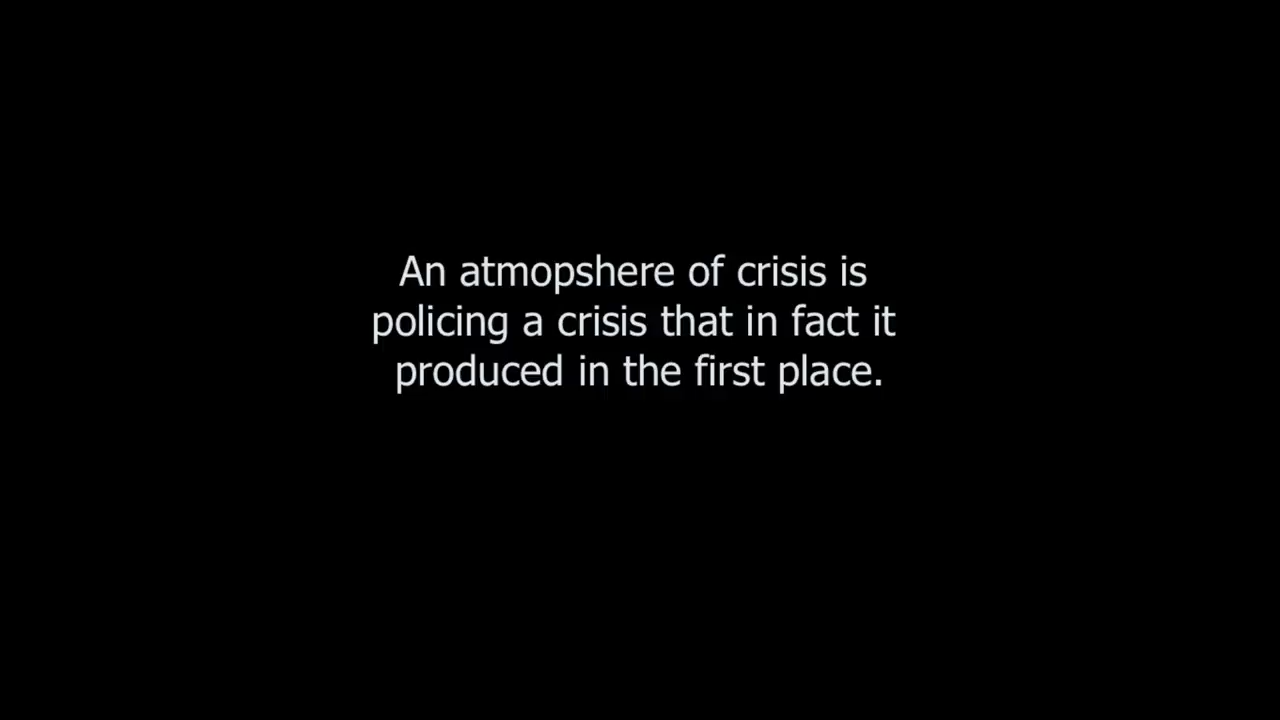 An atmopshere of crisis is
policing a crisis that in fact it
produced in the first place.